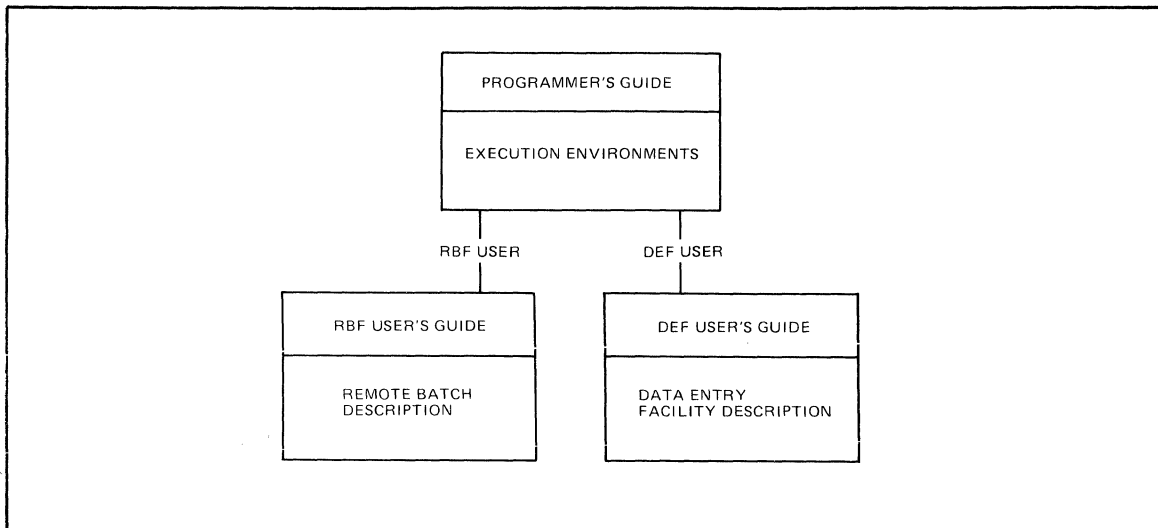 PROGRAMMER'S GUIDE
EXECUTION ENVIRONMENTS
RBF USER
DEF USER
RBF USER'S GUIDE
REMOTE BATCH
DESCRIPTION
DEF USER'S GUIDE
DATA ENTRY
FACILITY DESCRIPTION